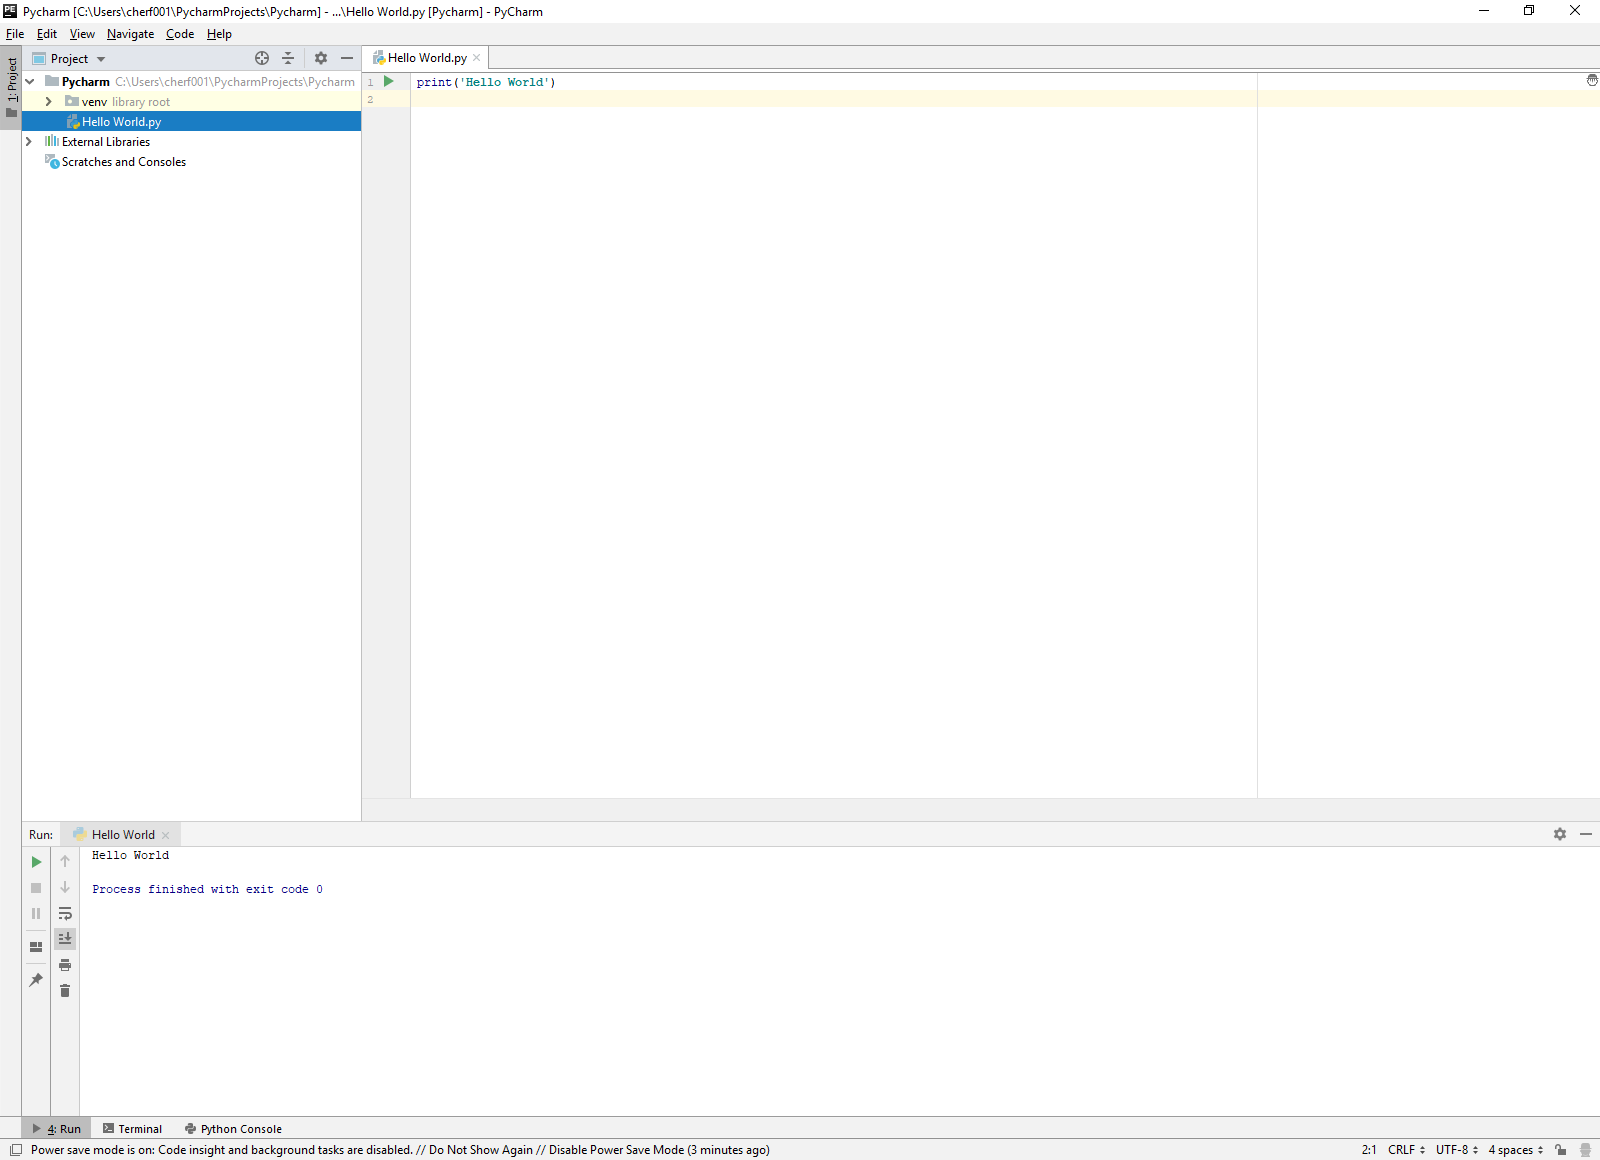 Pycharm [C:\Users\cherf001\PycharmProjects\Pycharm] - ...\Hello World.py [Pycharm] - PyCharm
File Edit View Navigate Code Help
1: Project
Project
Hello World.py
Pycharm C:\Users\cherf001\PycharmProjects\Pycharm
venv library root
Hello World.py
External Libraries
Scratches and Consoles
1 print('Hello World')
2
Run: Hello World
Hello World
Process finished with exit code 0
4: Run Terminal Python Console
Power save mode is on: Code insight and background tasks are disabled. // Do Not Show Again // Disable Power Save Mode (3 minutes ago) 2:1 CRLF UTF-8 4 spaces